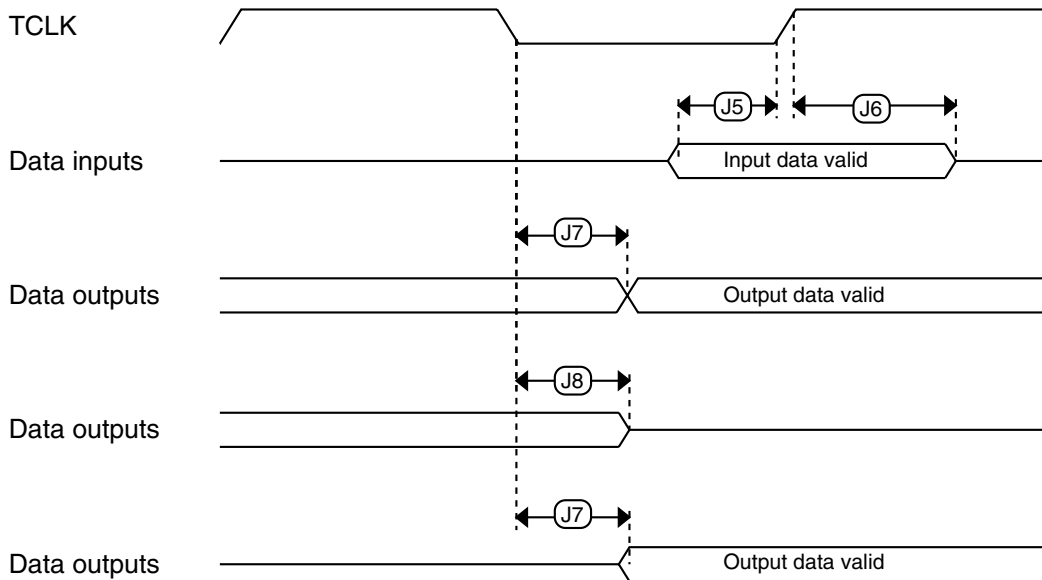 TCLK
J5
J6
Data inputs
Input data valid
J7
Data outputs
Output data valid
J8
Data outputs
J7
Data outputs
Output data valid